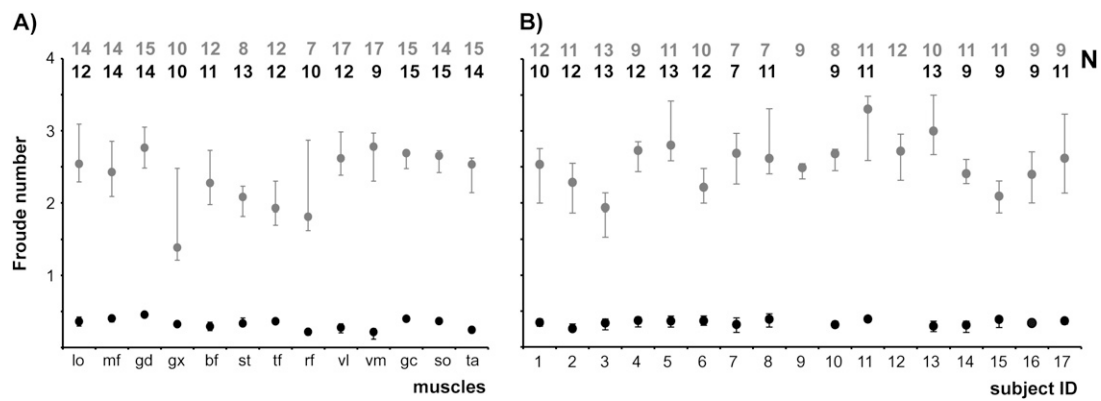 A)
B)
14 14 15 10 12 8 12 7 17 17 15 14 15
12 11 13 9 11 10 7 7 9 8 11 12 10 11 11 9 9
12 14 14 10 11 13 12 10 12 9 15 15 14
10 12 13 12 13 12 7 11 9 11 13 9 9 9 11
N
4
3
2
1
Froude number
lo mf gd gx bf st tf rf vl vm gc so ta
muscles
1 2 3 4 5 6 7 8 9 10 11 12 13 14 15 16 17
subject ID